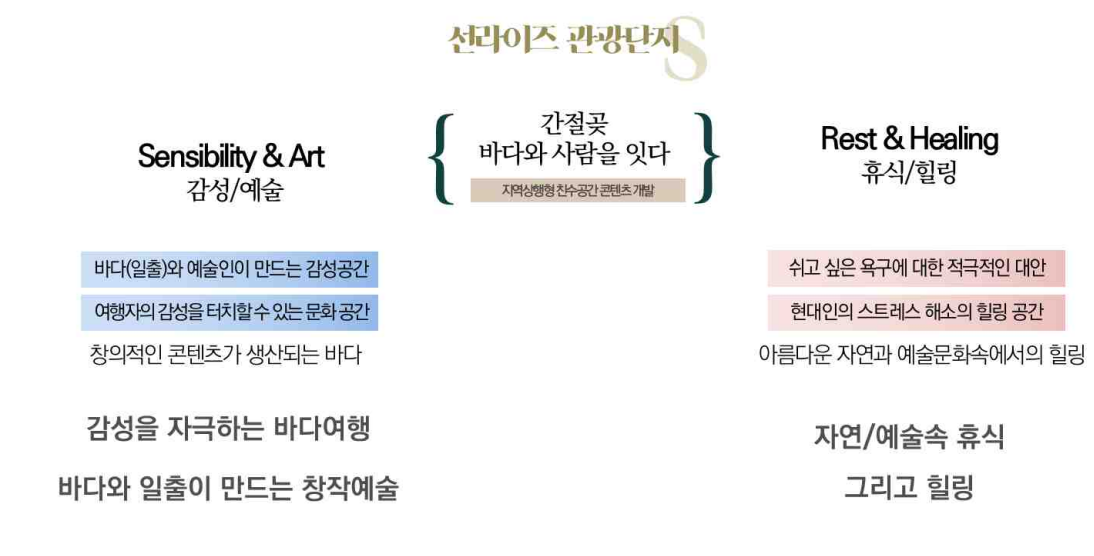 선라이즈 관광단지 S
Sensibility & Art
감성/예술
바다(일출)와 예술인이 만드는 감성공간
여행자의 감성을 터치할 수 있는 문화 공간
창의적인 콘텐츠가 생산되는 바다
감성을 자극하는 바다여행
바다와 일출이 만드는 창작예술
{ 간절곶 }
바다와 사람을 잇다
지역상행형 친수공간 콘텐츠 개발
Rest & Healing
휴식/힐링
쉬고 싶은 욕구에 대한 적극적인 대안
현대인의 스트레스 해소의 힐링 공간
아름다운 자연과 예술문화속에서의 힐링
자연/예술속 휴식
그리고 힐링